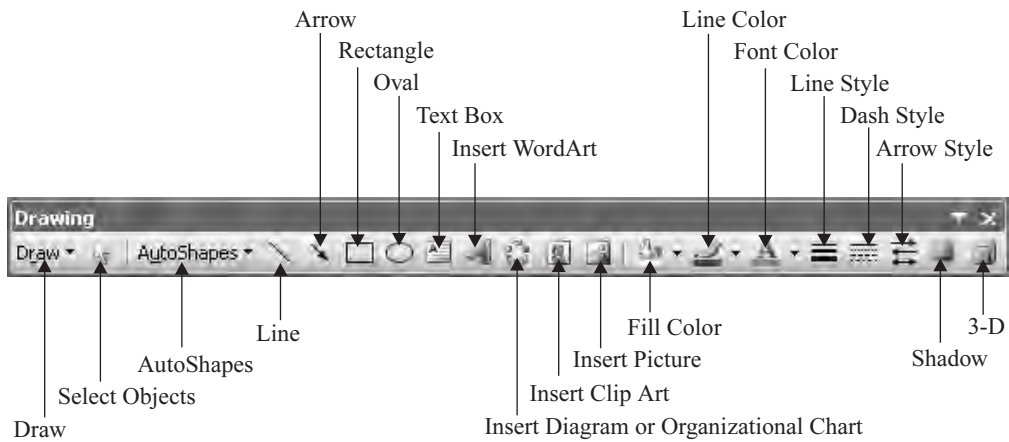 Arrow
Line Color
Rectangle
Font Color
Oval
Line Style
Text Box
Dash Style
Insert WordArt
Arrow Style
Drawing
Draw
AutoShapes
Line
Fill Color
3-D
AutoShapes
Insert Picture
Shadow
Select Objects
Insert Clip Art
Draw
Insert Diagram or Organizational Chart